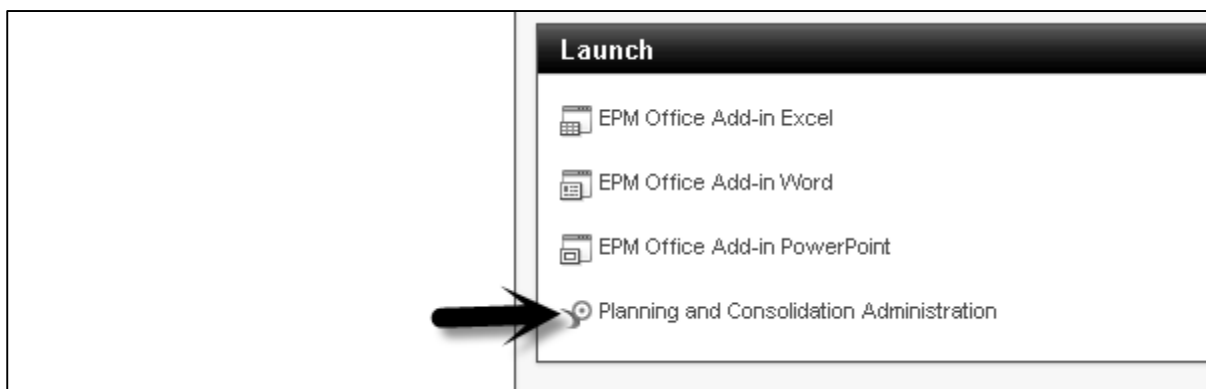 Launch
EPM Office Add-in Excel
EPM Office Add-in Word
EPM Office Add-in PowerPoint
Planning and Consolidation Administration